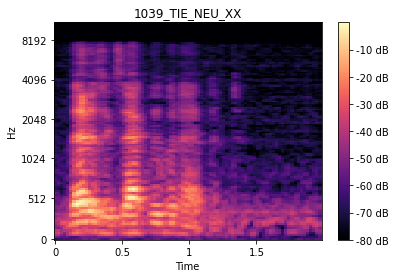 1039_TIE_NEU_XX
8192
4096
2048
1024
512
0
Hz
0
0.5
1
1.5
Time
-10 dB
-20 dB
-30 dB
-40 dB
-50 dB
-60 dB
-70 dB
-80 dB